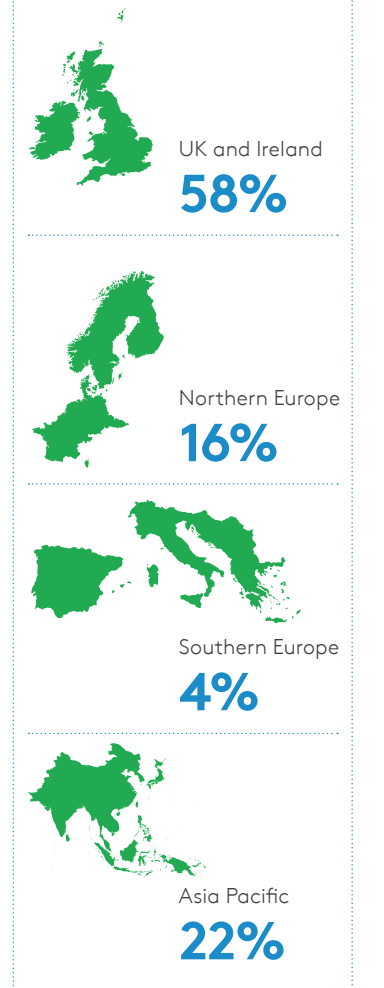 UK and Ireland
58%
Northern Europe
16%
Southern Europe
4%
Asia Pacific
22%